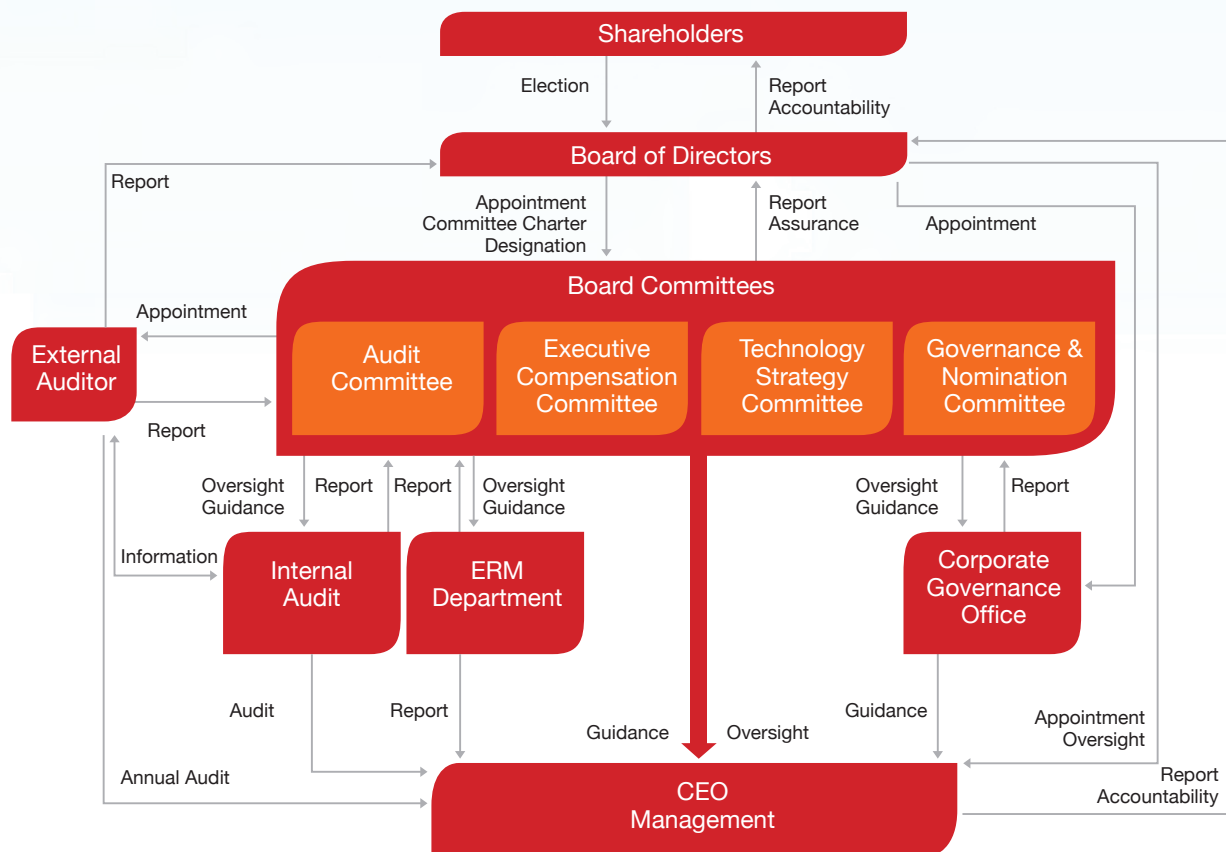 Shareholders
Election
Report
Accountability
Board of Directors
Report
Appointment
Committee Charter
Designation
Report
Assurance
Appointment
Board Committees
Appointment
External
Auditor
Audit
Committee
Executive
Compensation
Committee
Technology
Strategy
Committee
Governance &
Nomination
Committee
Report
Oversight
Guidance
Report
Report
Oversight
Guidance
Oversight
Guidance
Report
Information
Internal
Audit
ERM
Department
Corporate
Governance
Office
Audit
Report
Guidance
Oversight
Guidance
Appointment
Oversight
Annual Audit
CEO
Management
Report
Accountability